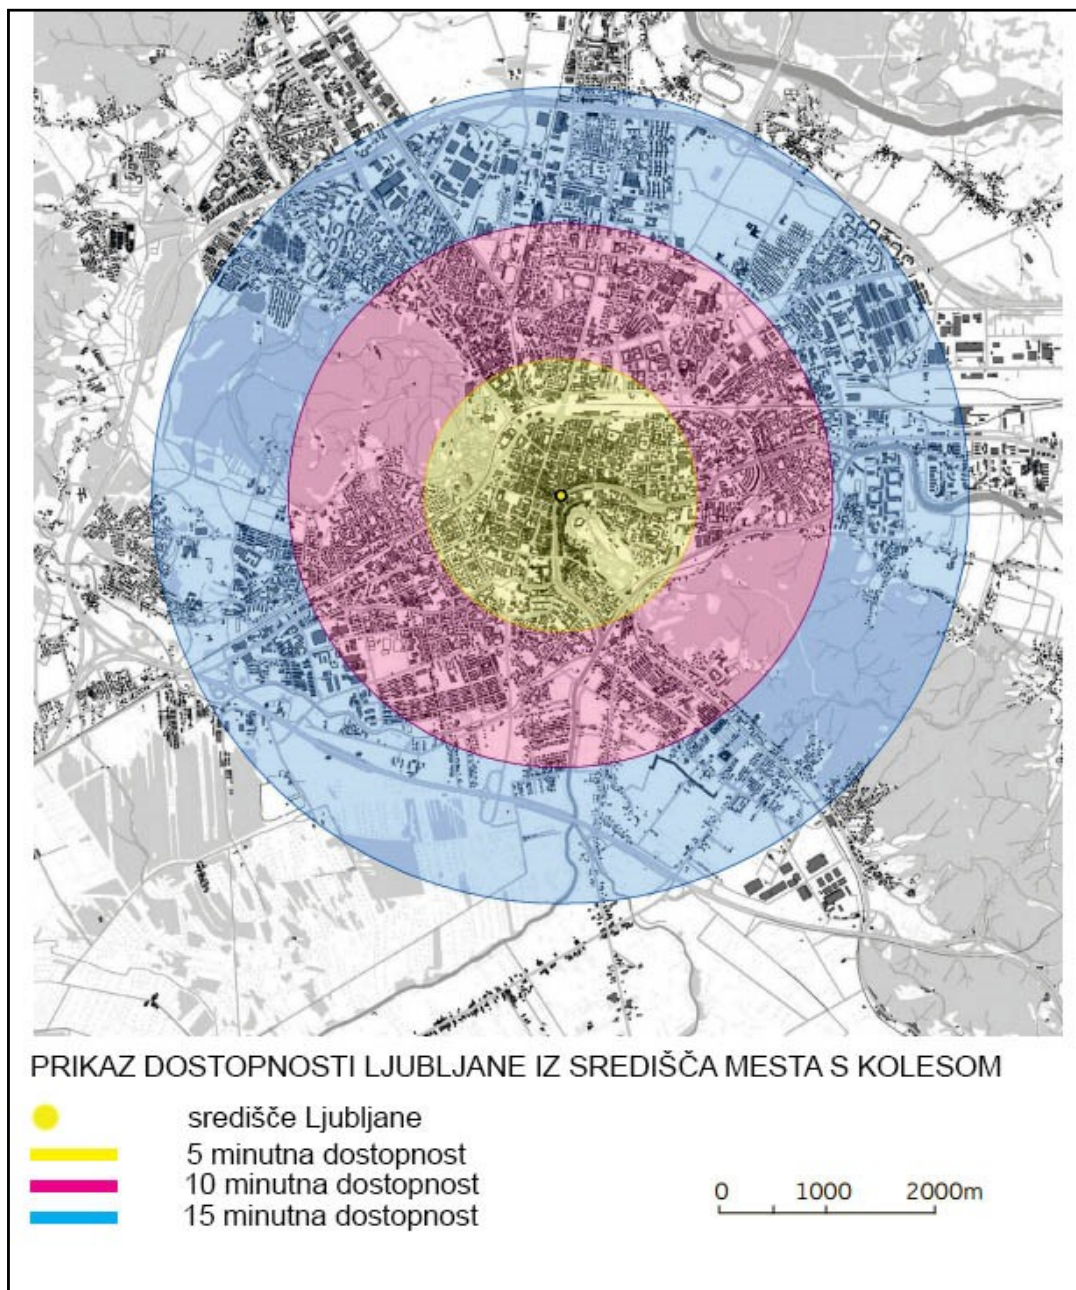 PRIKAZ DOSTOPNOSTI LJUBLJANE IZ SREDIŠČA MESTA S KOLESOM
središče Ljubljane
5 minutna dostopnost
10 minutna dostopnost
15 minutna dostopnost
0 1000 2000m